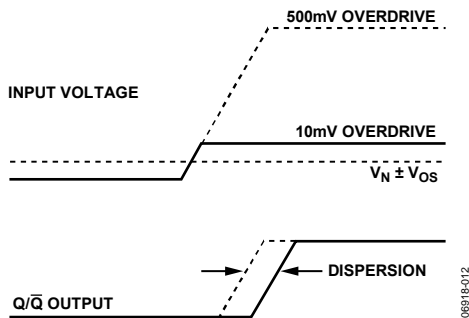 500mV OVERDRIVE
INPUT VOLTAGE
10mV OVERDRIVE
V_N ± V_OS
DISPERSION
Q/Q̅ OUTPUT
06918-012